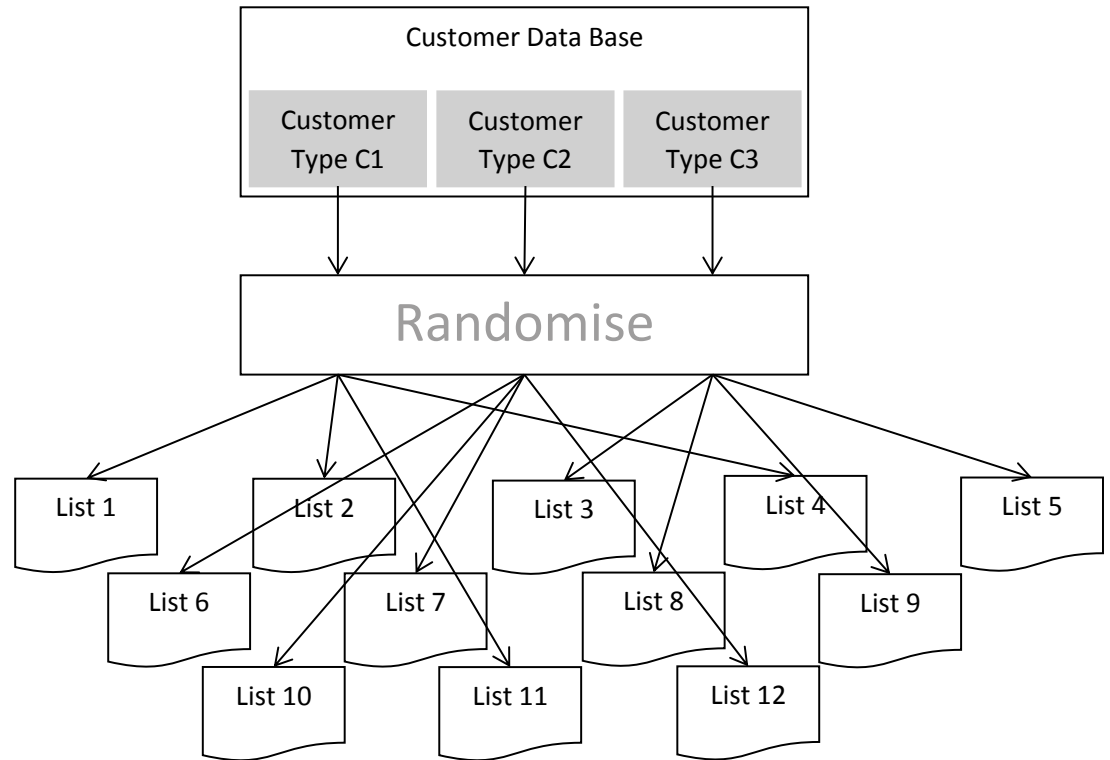 Customer Data Base
Customer
Type C1
Customer
Type C2
Customer
Type C3
Randomise
List 1
List 2
List 3
List 4
List 5
List 6
List 7
List 8
List 9
List 10
List 11
List 12